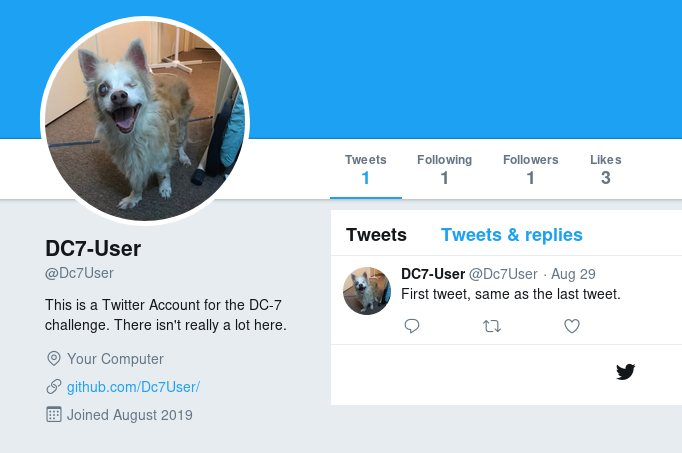 Tweets Following Followers Likes
1 1 1 3
DC7-User
@Dc7User
This is a Twitter Account for the DC-7
challenge. There isn't really a lot here.
Your Computer
github.com/Dc7User/
Joined August 2019
Tweets Tweets & replies
DC7-User @Dc7User · Aug 29
First tweet, same as the last tweet.